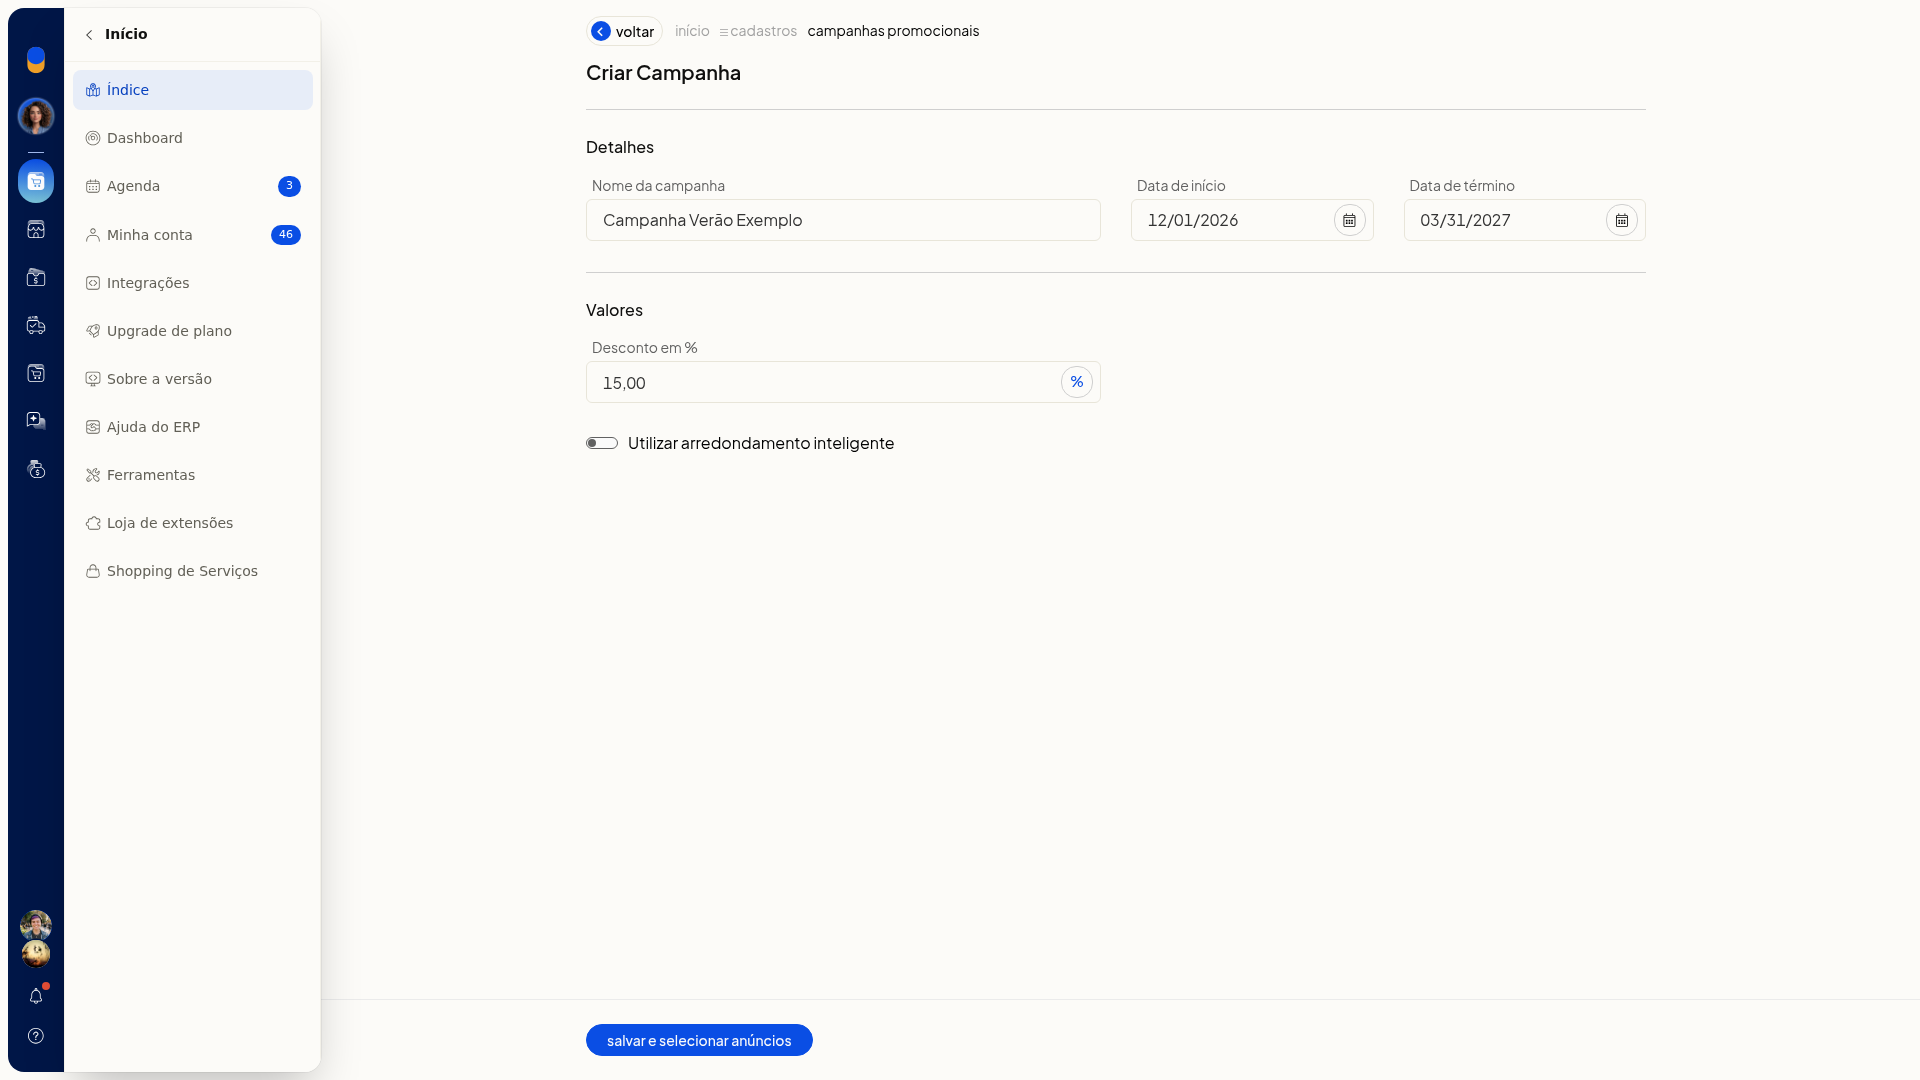 Início
Índice
Dashboard
Agenda 3
Minha conta 46
Integrações
Upgrade de plano
Sobre a versão
Ajuda do ERP
Ferramentas
Loja de extensões
Shopping de Serviços
voltar início cadastros campanhas promocionais
Criar Campanha
Detalhes
Nome da campanha Data de início Data de término
Campanha Verão Exemplo 12/01/2026 03/31/2027
Valores
Desconto em %
15,00 %
Utilizar arredondamento inteligente
salvar e selecionar anúncios